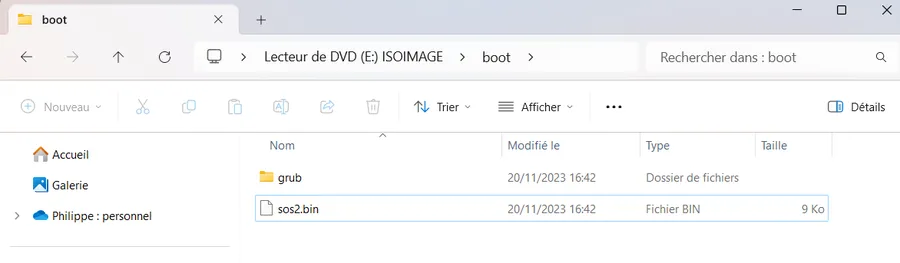 boot
Lecteur de DVD (E:) ISOIMAGE > boot >
Rechercher dans : boot
Nouveau
Trier
Afficher
Détails
Accueil
Galerie
Philippe : personnel
Nom Modifié le Type Taille
grub 20/11/2023 16:42 Dossier de fichiers
sos2.bin 20/11/2023 16:42 Fichier BIN 9 Ko